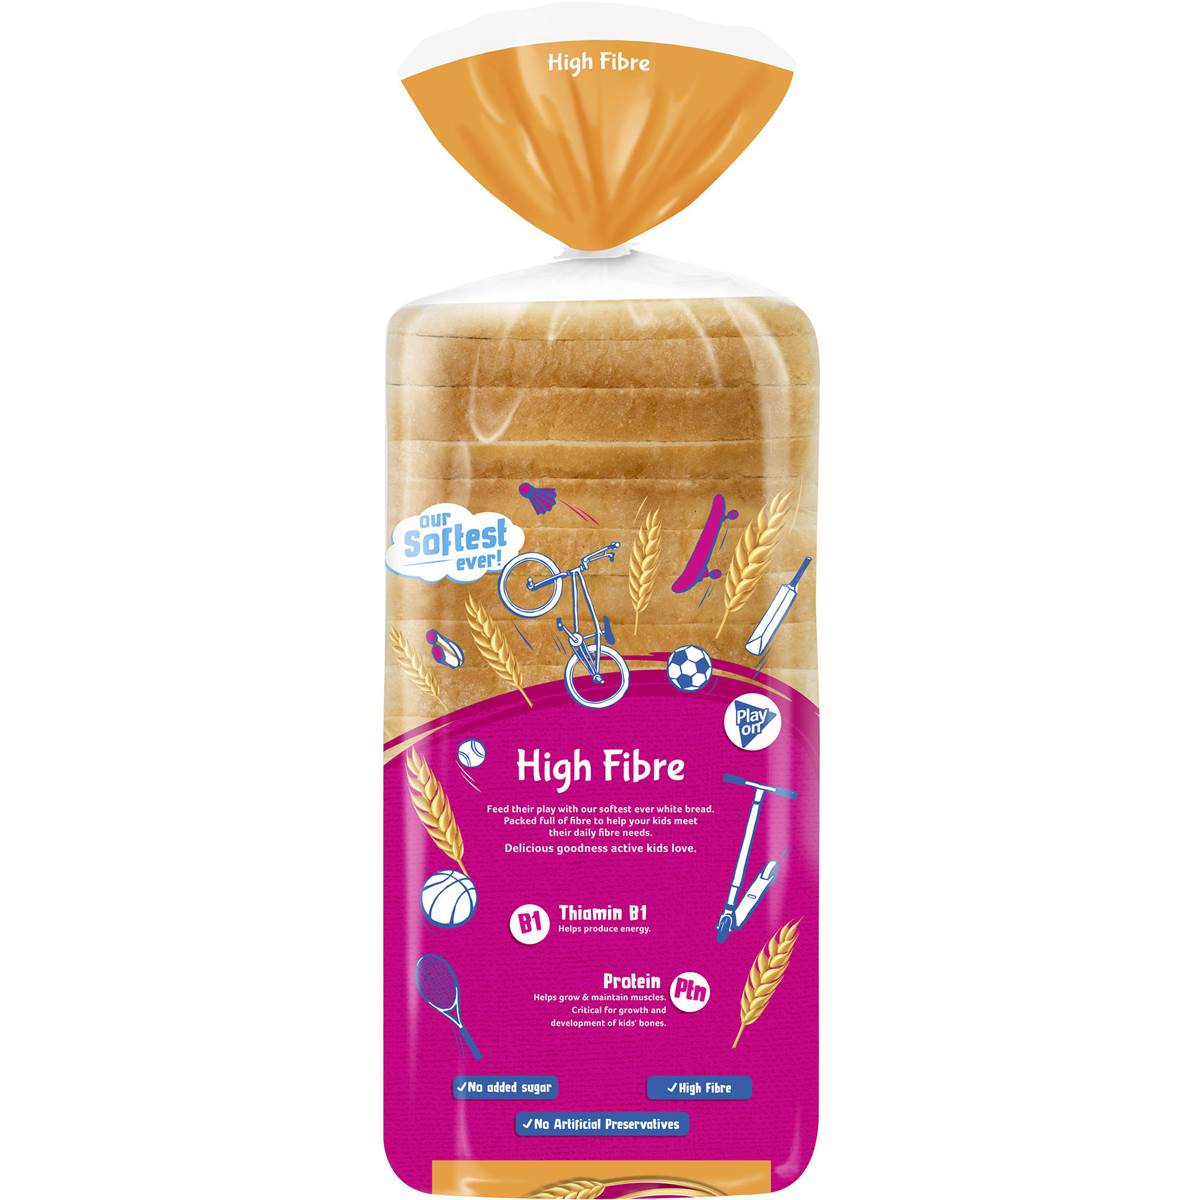 High Fibre
our
Softest
ever!
Play
on
High Fibre
Feed their play with our softest ever white bread.
Packed full of fibre to help your kids meet
their daily fibre needs.
Delicious goodness active kids love.
B1
Thiamin B1
Helps produce energy.
Protein
Ptn
Helps grow & maintain muscles.
Critical for growth and
development of kids' bones.
✓No added sugar
✓High Fibre
✓No Artificial Preservatives